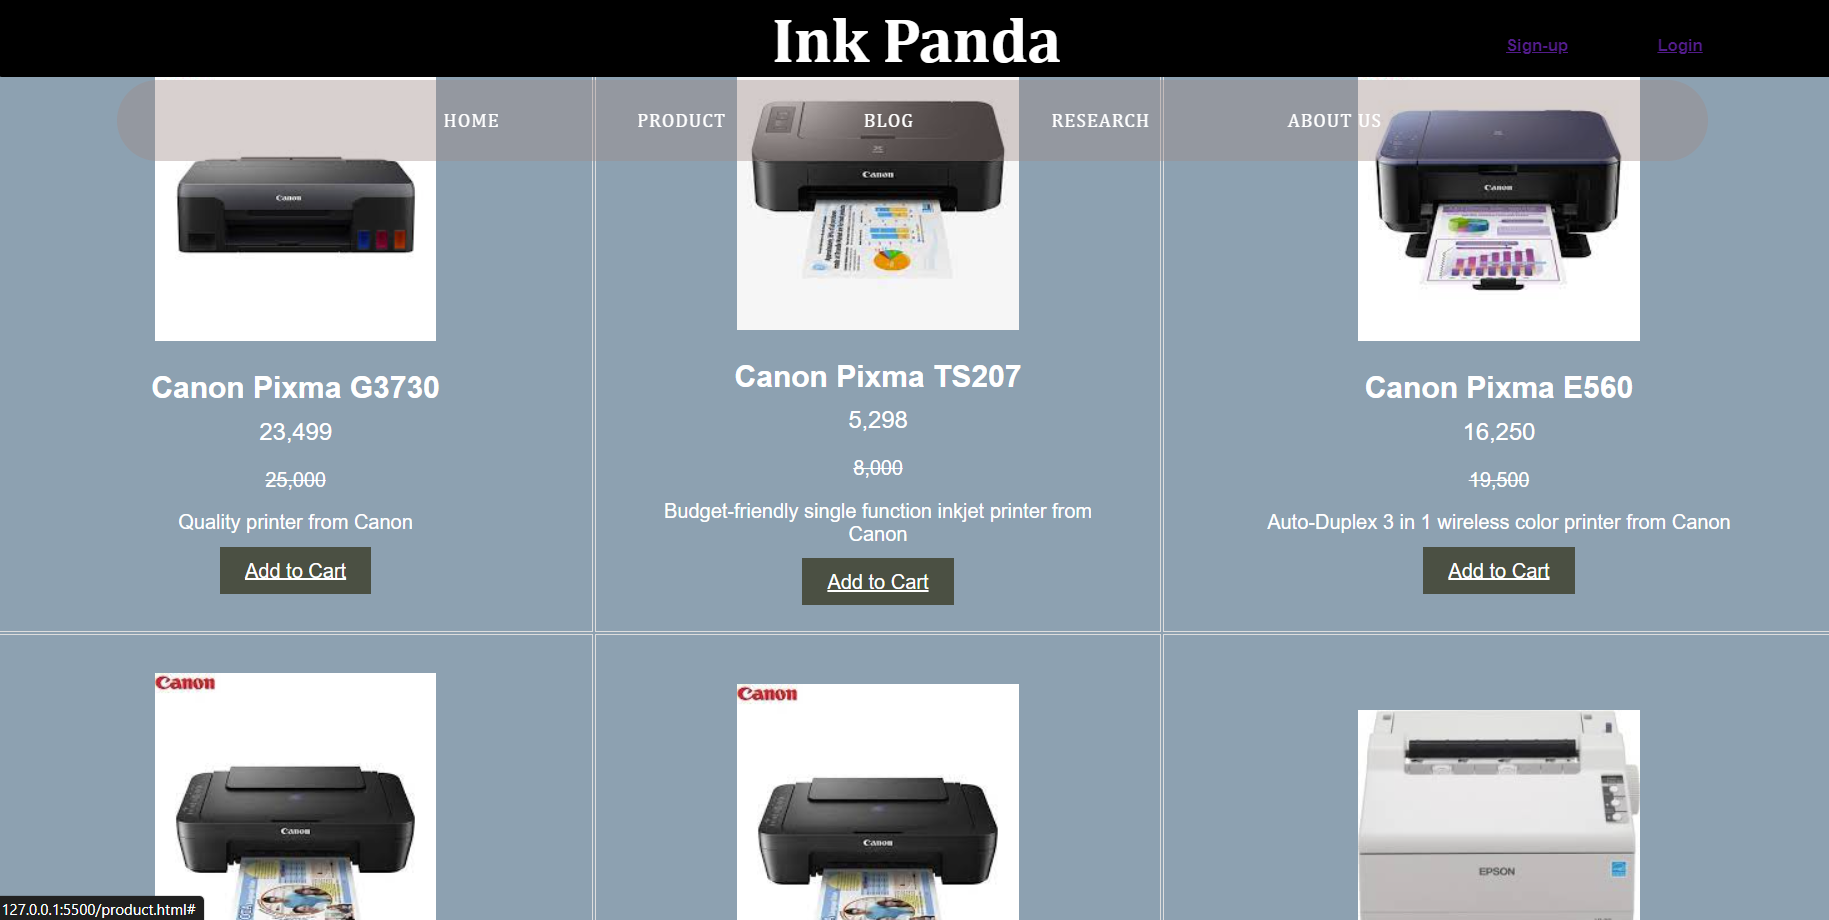 Ink Panda
Sign-up Login
HOME PRODUCT BLOG RESEARCH ABOUT US
Canon
Canon
Canon
Canon Pixma G3730
23,499
25,000
Quality printer from Canon
Add to Cart
Canon Pixma TS207
5,298
8,000
Budget-friendly single function inkjet printer from
Canon
Add to Cart
Canon Pixma E560
16,250
19,500
Auto-Duplex 3 in 1 wireless color printer from Canon
Add to Cart
Canon
Canon
Canon
Canon
EPSON
127.0.0.1:5500/product.html#